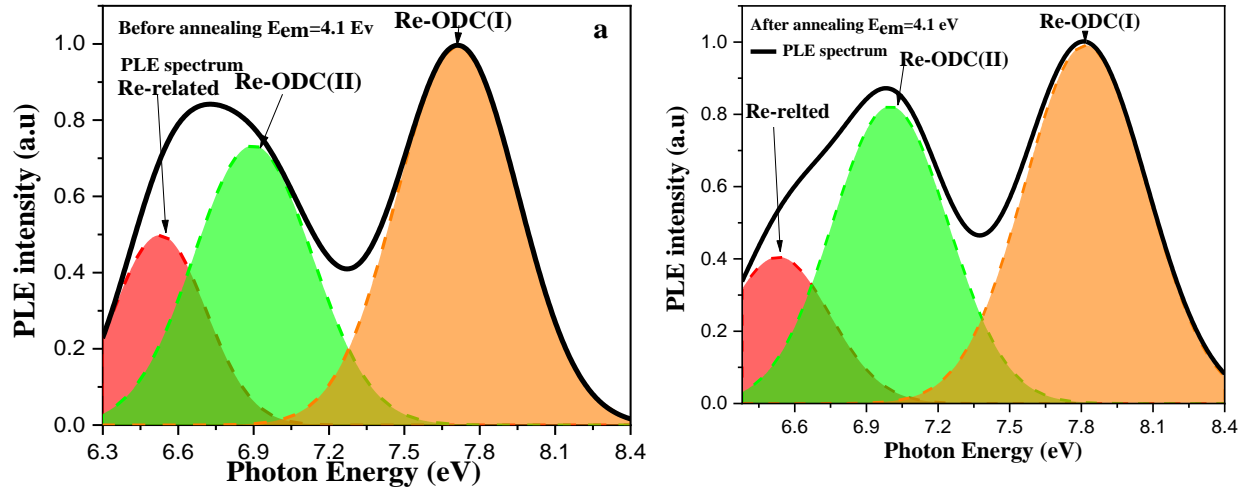 Before annealing Eem=4.1 Ev
Re-ODC(I)
a
PLE spectrum
Re-related
Re-ODC(II)
PLE intensity (a.u)
1.0
0.8
0.6
0.4
0.2
0.0
6.3 6.6 6.9 7.2 7.5 7.8 8.1 8.4
Photon Energy (eV)
After annealing Eem=4.1 eV
Re-ODC(I)
PLE spectrum
Re-ODC(II)
Re-relted
PLE intensity (a.u)
1.0
0.8
0.6
0.4
0.2
0.0
6.6 6.9 7.2 7.5 7.8 8.1 8.4
Photon Energy (eV)